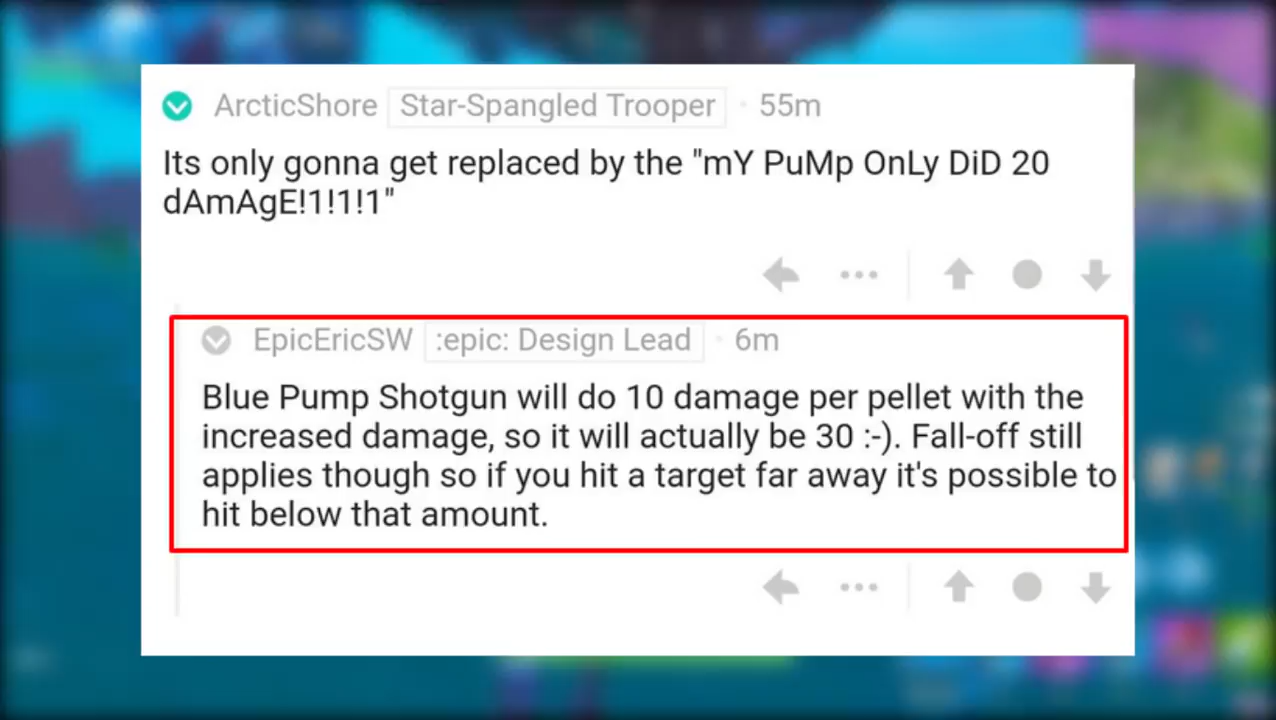 ArcticShore Star-Spangled Trooper · 55m
Its only gonna get replaced by the "mY PuMp OnLy DiD 20
dAmAgE!1!1!1"
EpicEricSW :epic: Design Lead · 6m
Blue Pump Shotgun will do 10 damage per pellet with the
increased damage, so it will actually be 30 :-). Fall-off still
applies though so if you hit a target far away it's possible to
hit below that amount.